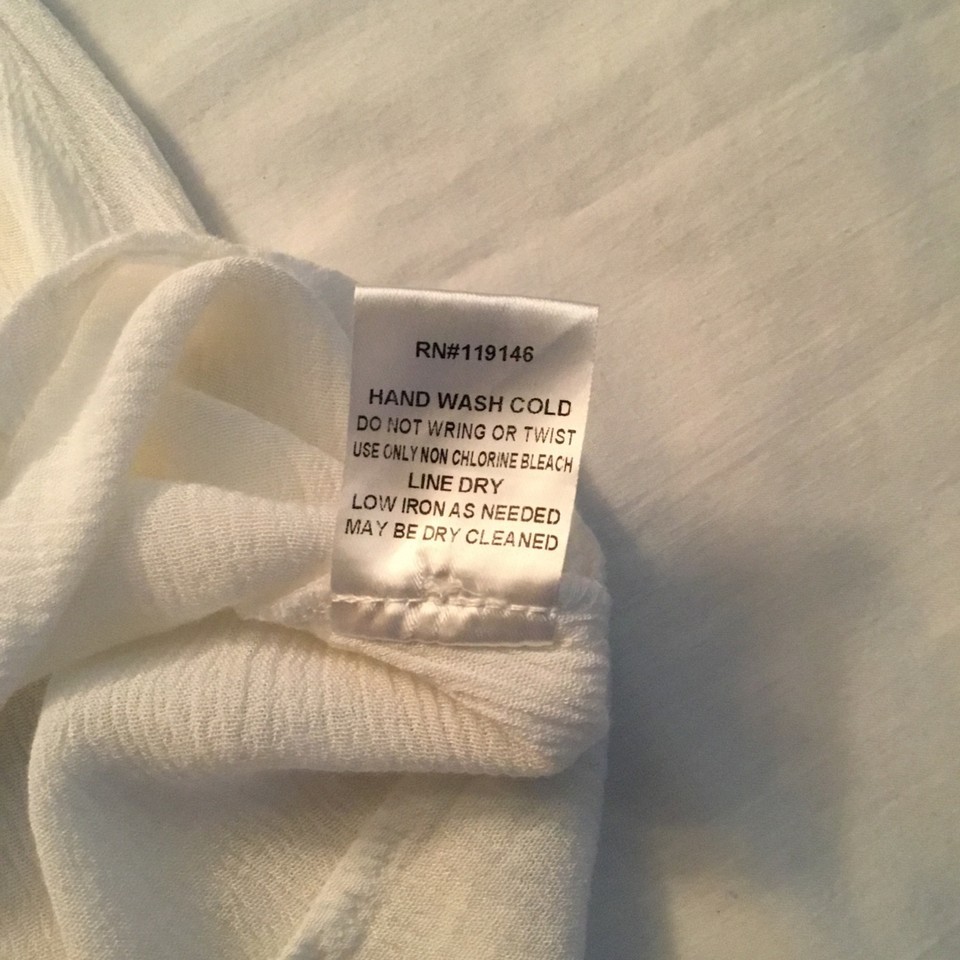 RN#119146
HAND WASH COLD
DO NOT WRING OR TWIST
USE ONLY NON CHLORINE BLEACH
LINE DRY
LOW IRON AS NEEDED
MAY BE DRY CLEANED